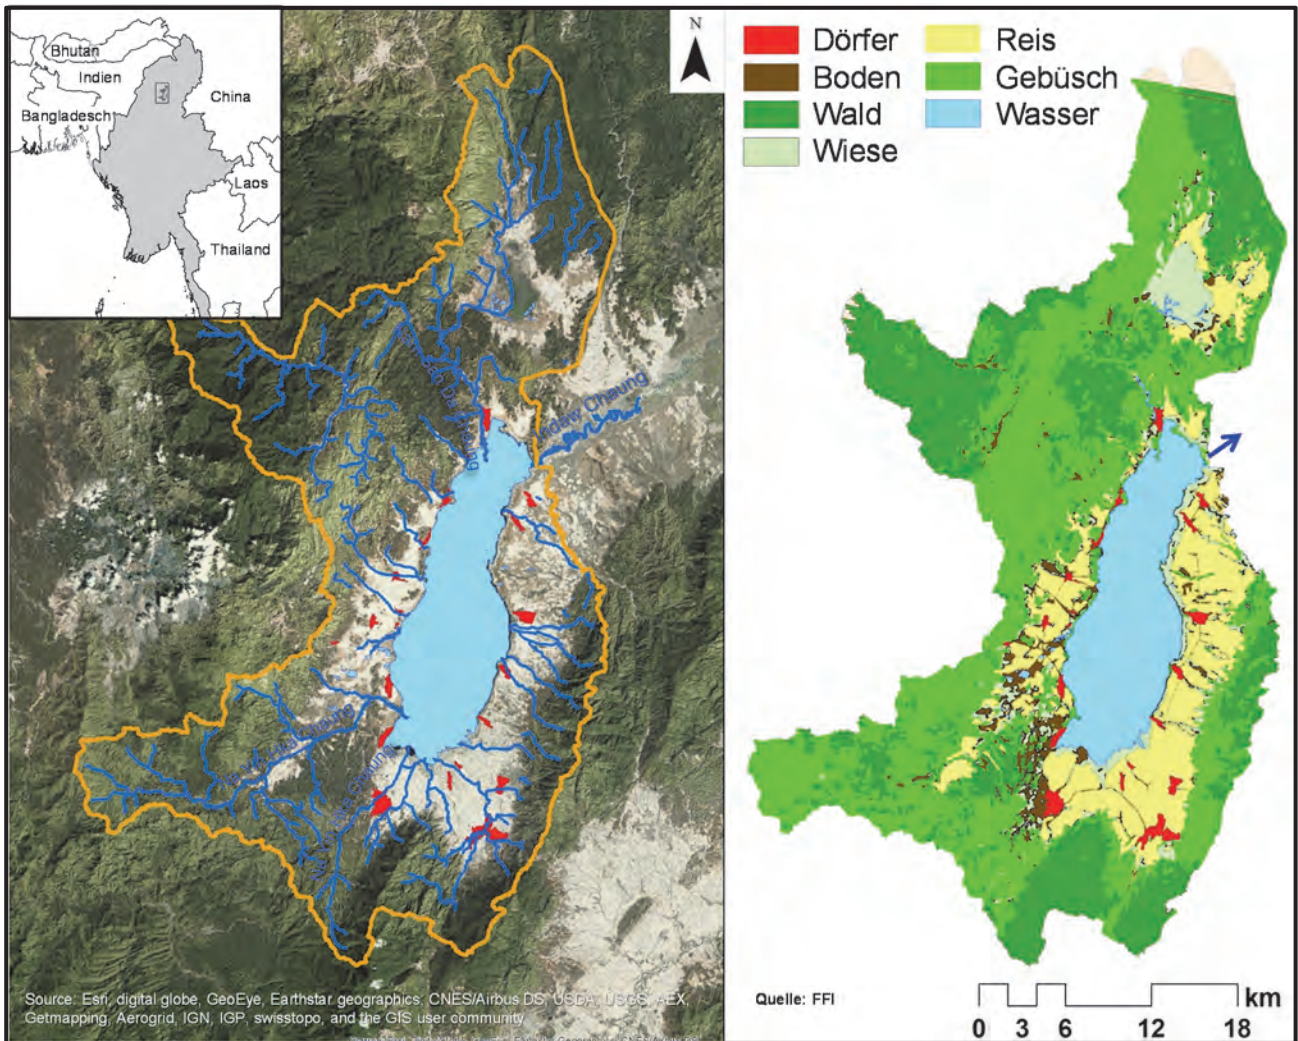 Bhutan
Indien
China
Bangladesch
Laos
Thailand
N
Dörfer
Boden
Wald
Wiese
Reis
Gebüsch
Wasser
Chaung
Chaung
Source: Esri, digital globe, GeoEye, Earthstar geographics, CNES/Airbus DS, USDA, USGS, AEX,
Getmapping, Aerogrid, IGN, IGP, swisstopo, and the GIS user community
Quelle: FFI
km
0 3 6 12 18